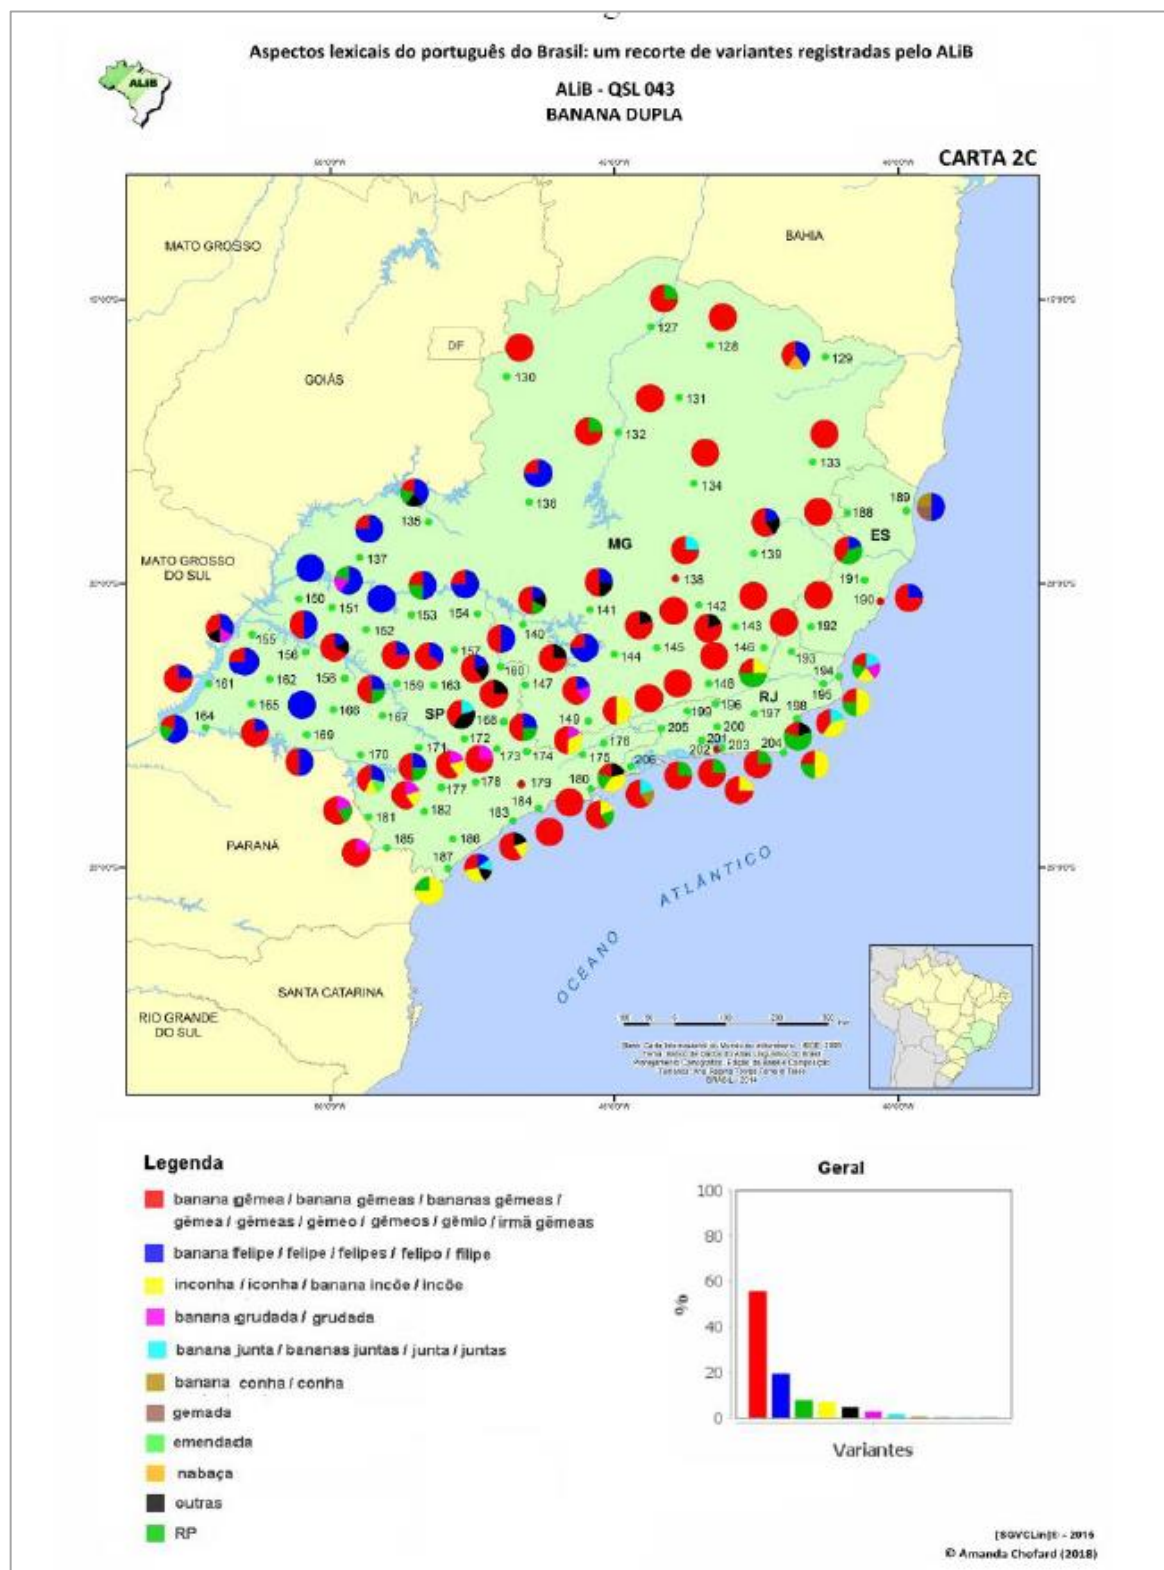 Aspectos lexicais do português do Brasil: um recorte de variantes registradas pelo ALiB
ALiB
ALiB - QSL 043
BANANA DUPLA
CARTA 2C
MATO GROSSO
BAHIA
DF
GOIÁS
127
128
129
130
131
132
133
134
135
136
MATO GROSSO
DO SUL
MG
ES
188
189
137
138
139
190
191
150
151
152
153
154
140
141
142
143
192
155
156
157
144
145
146
193
194
161
162
158
159
163
160
147
148
195
164
165
166
167
SP
168
149
RJ
196
197
198
199
169
170
171
172
173
174
175
176
205
200
201
202
203
204
206
177
178
179
180
181
182
183
184
185
186
187
PARANÁ
OCEANO ATLÂNTICO
SANTA CATARINA
RIO GRANDE
DO SUL
BRASIL - 2014
Legenda
banana gêmea / banana gêmeas / bananas gêmeas /
gêmea / gêmeas / gêmeo / gêmeos / gêmio / irmã gêmeas
banana felipe / felipe / felipes / felipo / filipe
inconha / iconha / banana incõe / incõe
banana grudada / grudada
banana junta / bananas juntas / junta / juntas
banana conha / conha
gemada
emendada
nabaça
outras
RP
Geral
100
80
60
40
20
0
%
Variantes
[SGVCLin]© - 2016
© Amanda Chofard (2018)